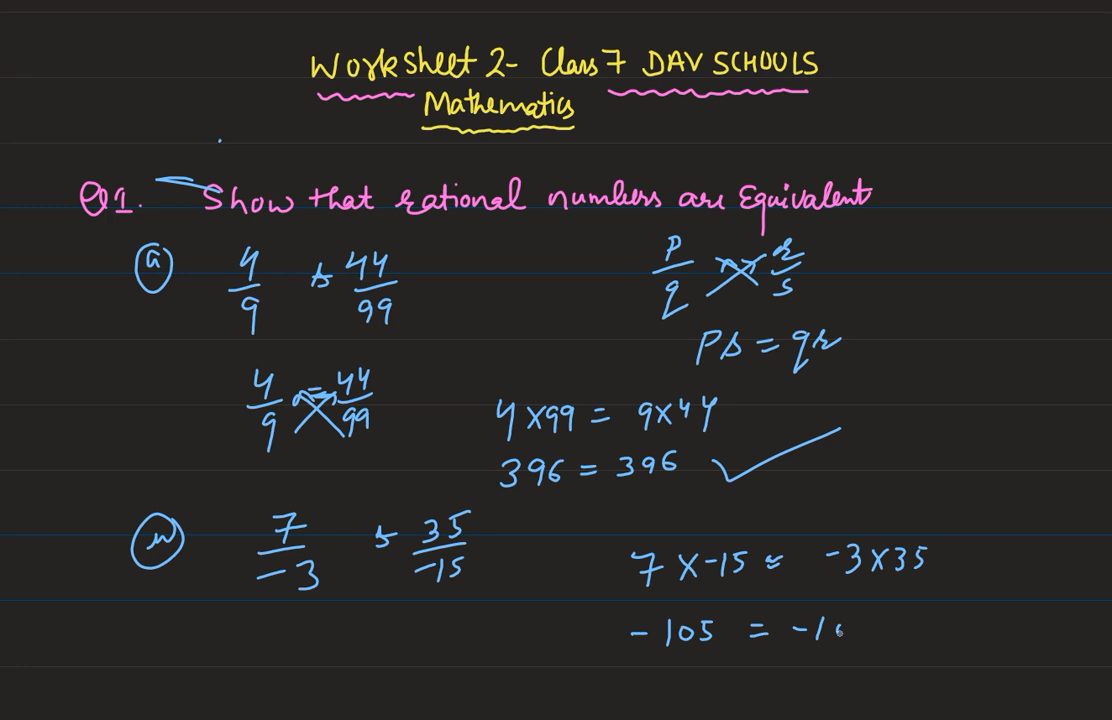 Worksheet 2- Class 7 DAV SCHOOLS
Mathematics
Q1. Show that rational numbers are Equivalent
(a) 4/9 & 44/99
p/q r/s
ps = qr
4/9 = 44/99
4 x 99 = 9 x 44
396 = 396 ✓
7/-3 & 35/-15
7 x -15 = -3 x 35
-105 = -1